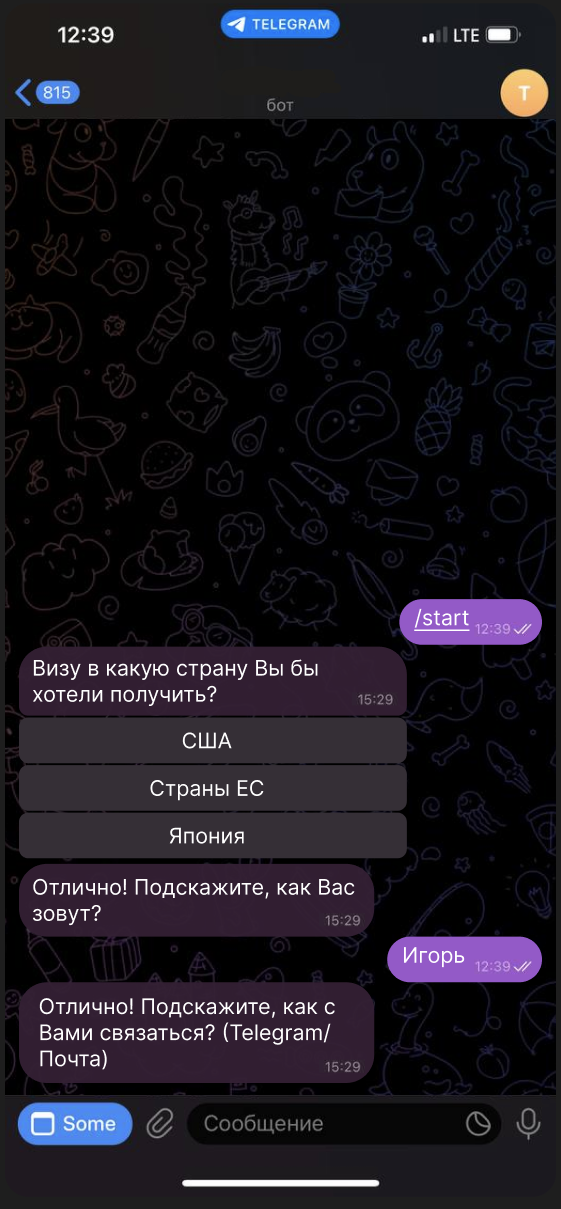 12:39
TELEGRAM
LTE
815
бот
T
/start
12:39
Визу в какую страну Вы бы
хотели получить?
15:29
США
Страны ЕС
Япония
Отлично! Подскажите, как Вас
зовут?
15:29
Игорь
12:39
Отлично! Подскажите, как с
Вами связаться? (Telegram/
Почта)
15:29
Some
Сообщение